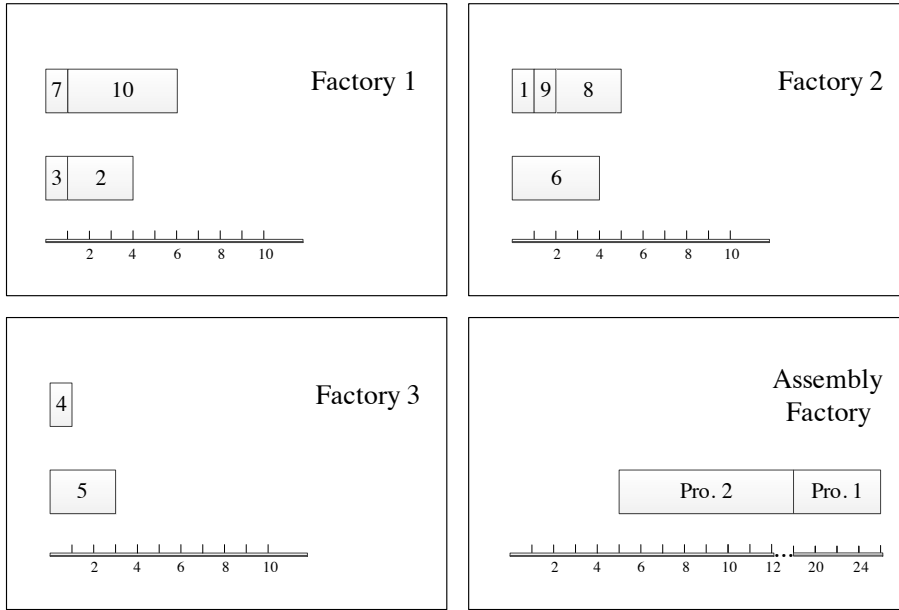 Factory 1
7 10
3 2
2 4 6 8 10
Factory 2
1 9 8
6
2 4 6 8 10
Factory 3
4
5
2 4 6 8 10
Assembly
Factory
Pro. 2 Pro. 1
2 4 6 8 10 12 ... 20 24